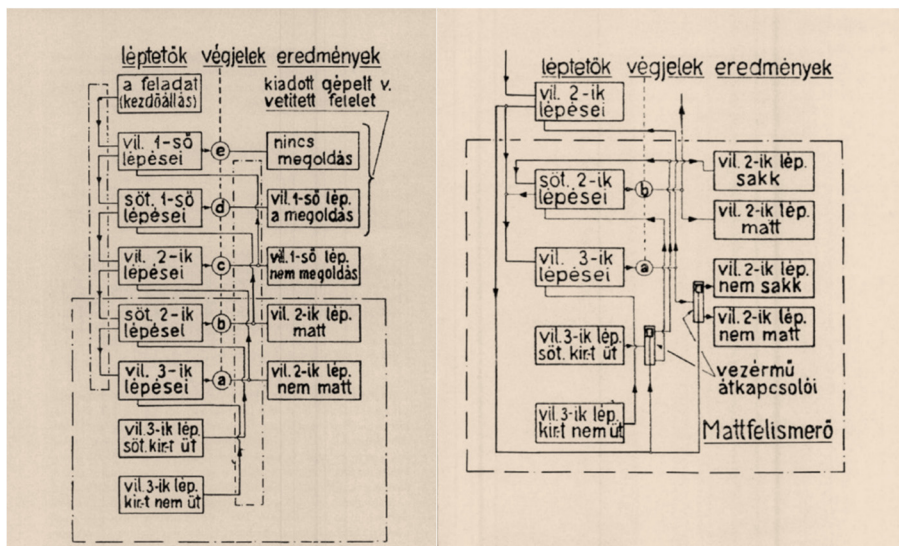 léptetők végjelek eredmények
a feladat
(kezdőállás)
kiadott gépelt v.
vetített felelet
vil. 1-ső
lépései
e
nincs
megoldás
söt. 1-ső
lépései
d
vil. 1-ső lép.
a megoldás
vil. 2-ik
lépései
c
vil. 1-ső lép.
nem megoldás
söt. 2-ik
lépései
b
vil. 2-ik lép.
matt
vil. 3-ik
lépései
a
vil. 2-ik lép.
nem matt
vil. 3-ik lép.
söt. kir-t üt
vil. 3-ik lép.
kir-t nem üt
léptetők végjelek eredmények
vil. 2-ik
lépései
söt. 2-ik
lépései
b
vil. 2-ik lép.
sakk
vil. 2-ik lép.
matt
vil. 3-ik
lépései
a
vil. 2-ik lép.
nem sakk
vil. 2-ik lép.
nem matt
vil. 3-ik lép.
söt. kir-t üt
vezérmű
átkapcsolói
vil. 3-ik lép.
kir-t nem üt
Mattfelismerő